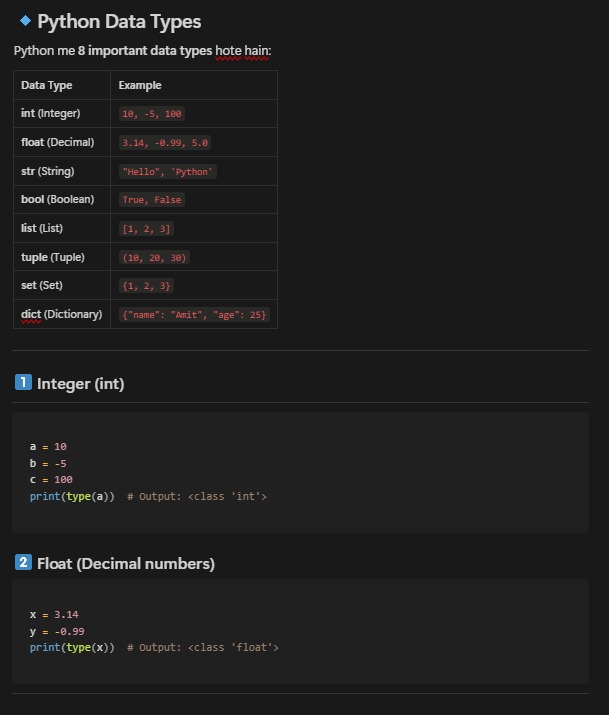 Python Data Types
Python me 8 important data types hote hain:
Data Type Example
int (Integer) 10, -5, 100
float (Decimal) 3.14, -0.99, 5.0
str (String) "Hello", 'Python'
bool (Boolean) True, False
list (List) [1, 2, 3]
tuple (Tuple) (10, 20, 30)
set (Set) {1, 2, 3}
dict (Dictionary) {"name": "Amit", "age": 25}
1 Integer (int)
a = 10
b = -5
c = 100
print(type(a))  # Output: <class 'int'>
2 Float (Decimal numbers)
x = 3.14
y = -0.99
print(type(x))  # Output: <class 'float'>